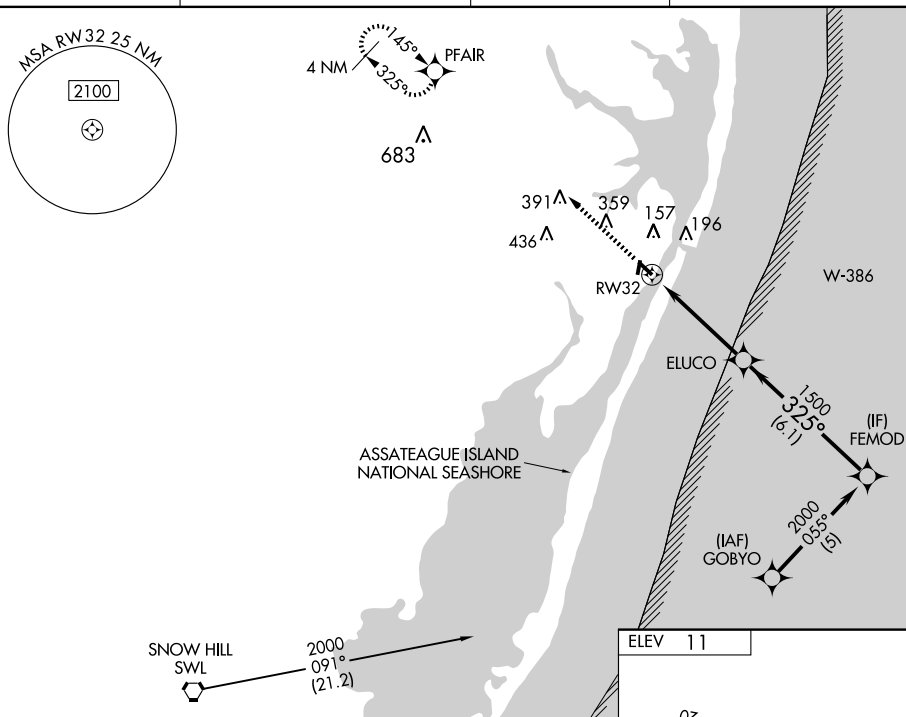 MSA RW32 25 NM
2100
4 NM
145°
325°
PFAIR
683
391
359
157
196
436
RW32
W-386
ELUCO
1500
325°
(6.1)
(IF)
FEMOD
ASSATEAGUE ISLAND
NATIONAL SEASHORE
2000
055°
(5)
(IAF)
GOBYO
SNOW HILL
SWL
2000
091°
(21.2)
ELEV 11